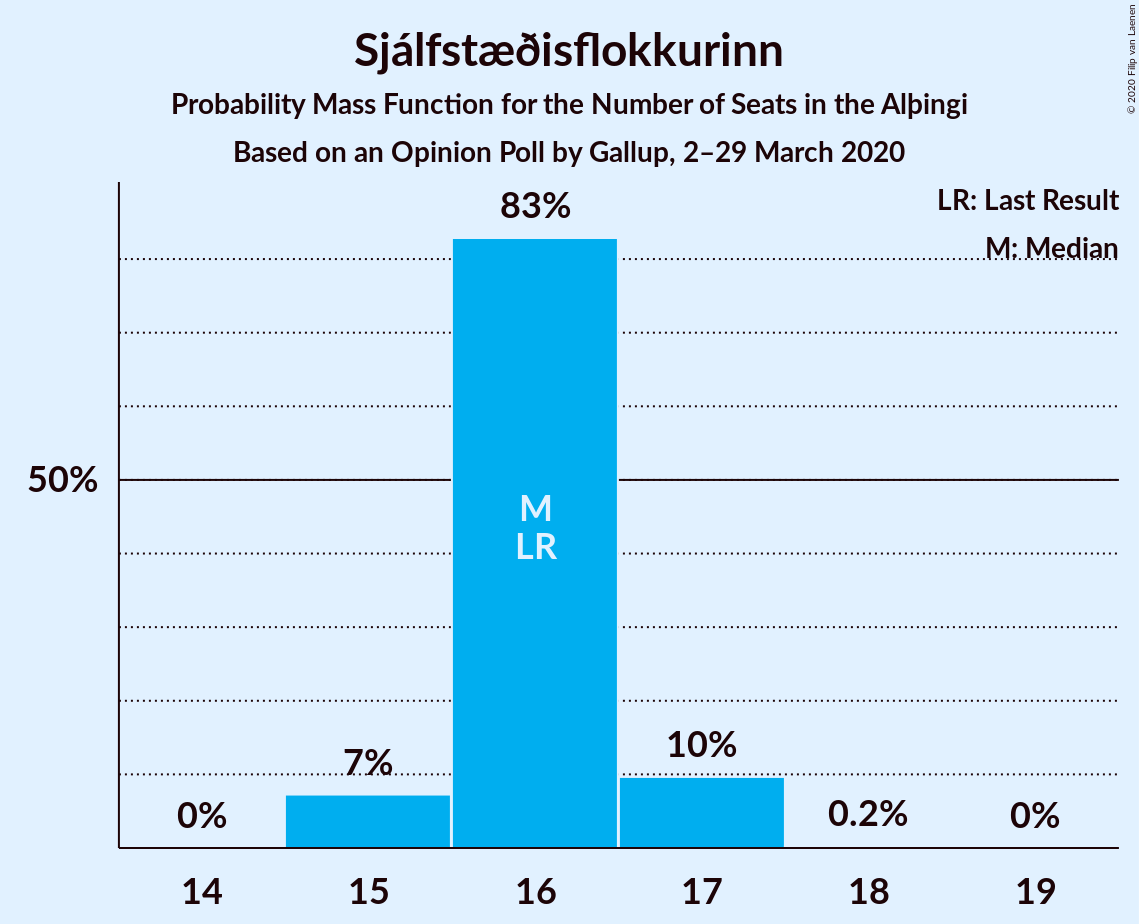 Sjálfstæðisflokkurinn
Probability Mass Function for the Number of Seats in the Alþingi
Based on an Opinion Poll by Gallup, 2–29 March 2020
© 2020 Filip van Laenen
LR: Last Result
M: Median
83%
50%
M
LR
7%
10%
0%
0.2%
0%
14 15 16 17 18 19